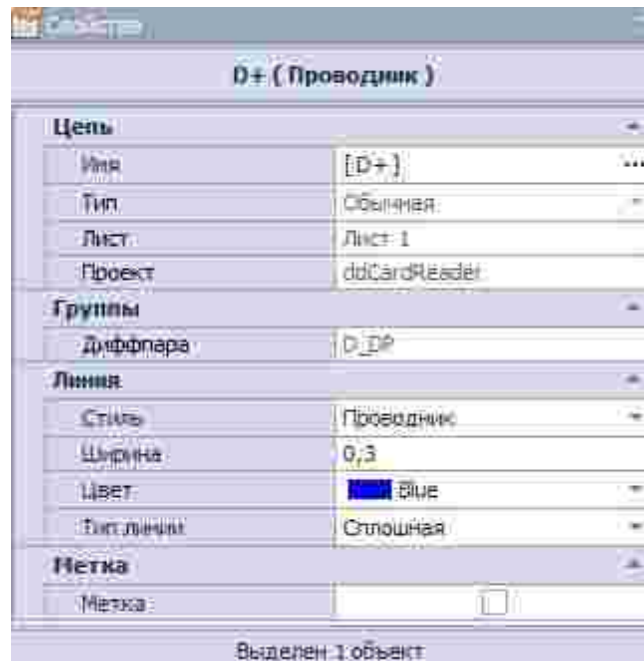 Свойства
D+ ( Проводник )
Цепь
Имя [D+] ...
Тип Обычная
Лист Лист 1
Проект ddCardReader
Группы
Диффпара D_DP
Линия
Стиль Проводник
Ширина 0,3
Цвет Blue
Тип линии Сплошная
Метка
Метка
Выделен 1 объект